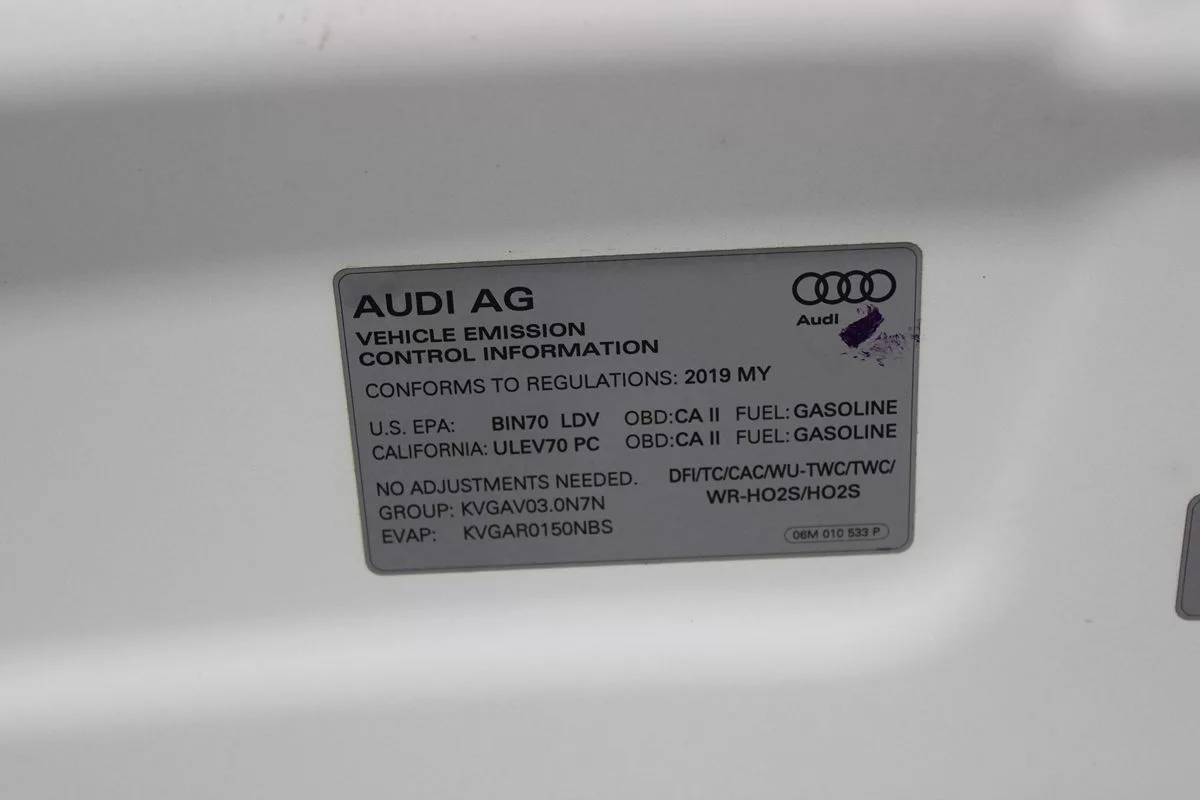 AUDI AG
Audi
VEHICLE EMISSION
CONTROL INFORMATION
CONFORMS TO REGULATIONS: 2019 MY
U.S. EPA: BIN70 LDV OBD:CA II FUEL:GASOLINE
CALIFORNIA: ULEV70 PC OBD:CA II FUEL:GASOLINE
NO ADJUSTMENTS NEEDED. DFI/TC/CAC/WU-TWC/TWC/
WR-HO2S/HO2S
GROUP: KVGAV03.0N7N
EVAP: KVGAR0150NBS
06M 010 533 P